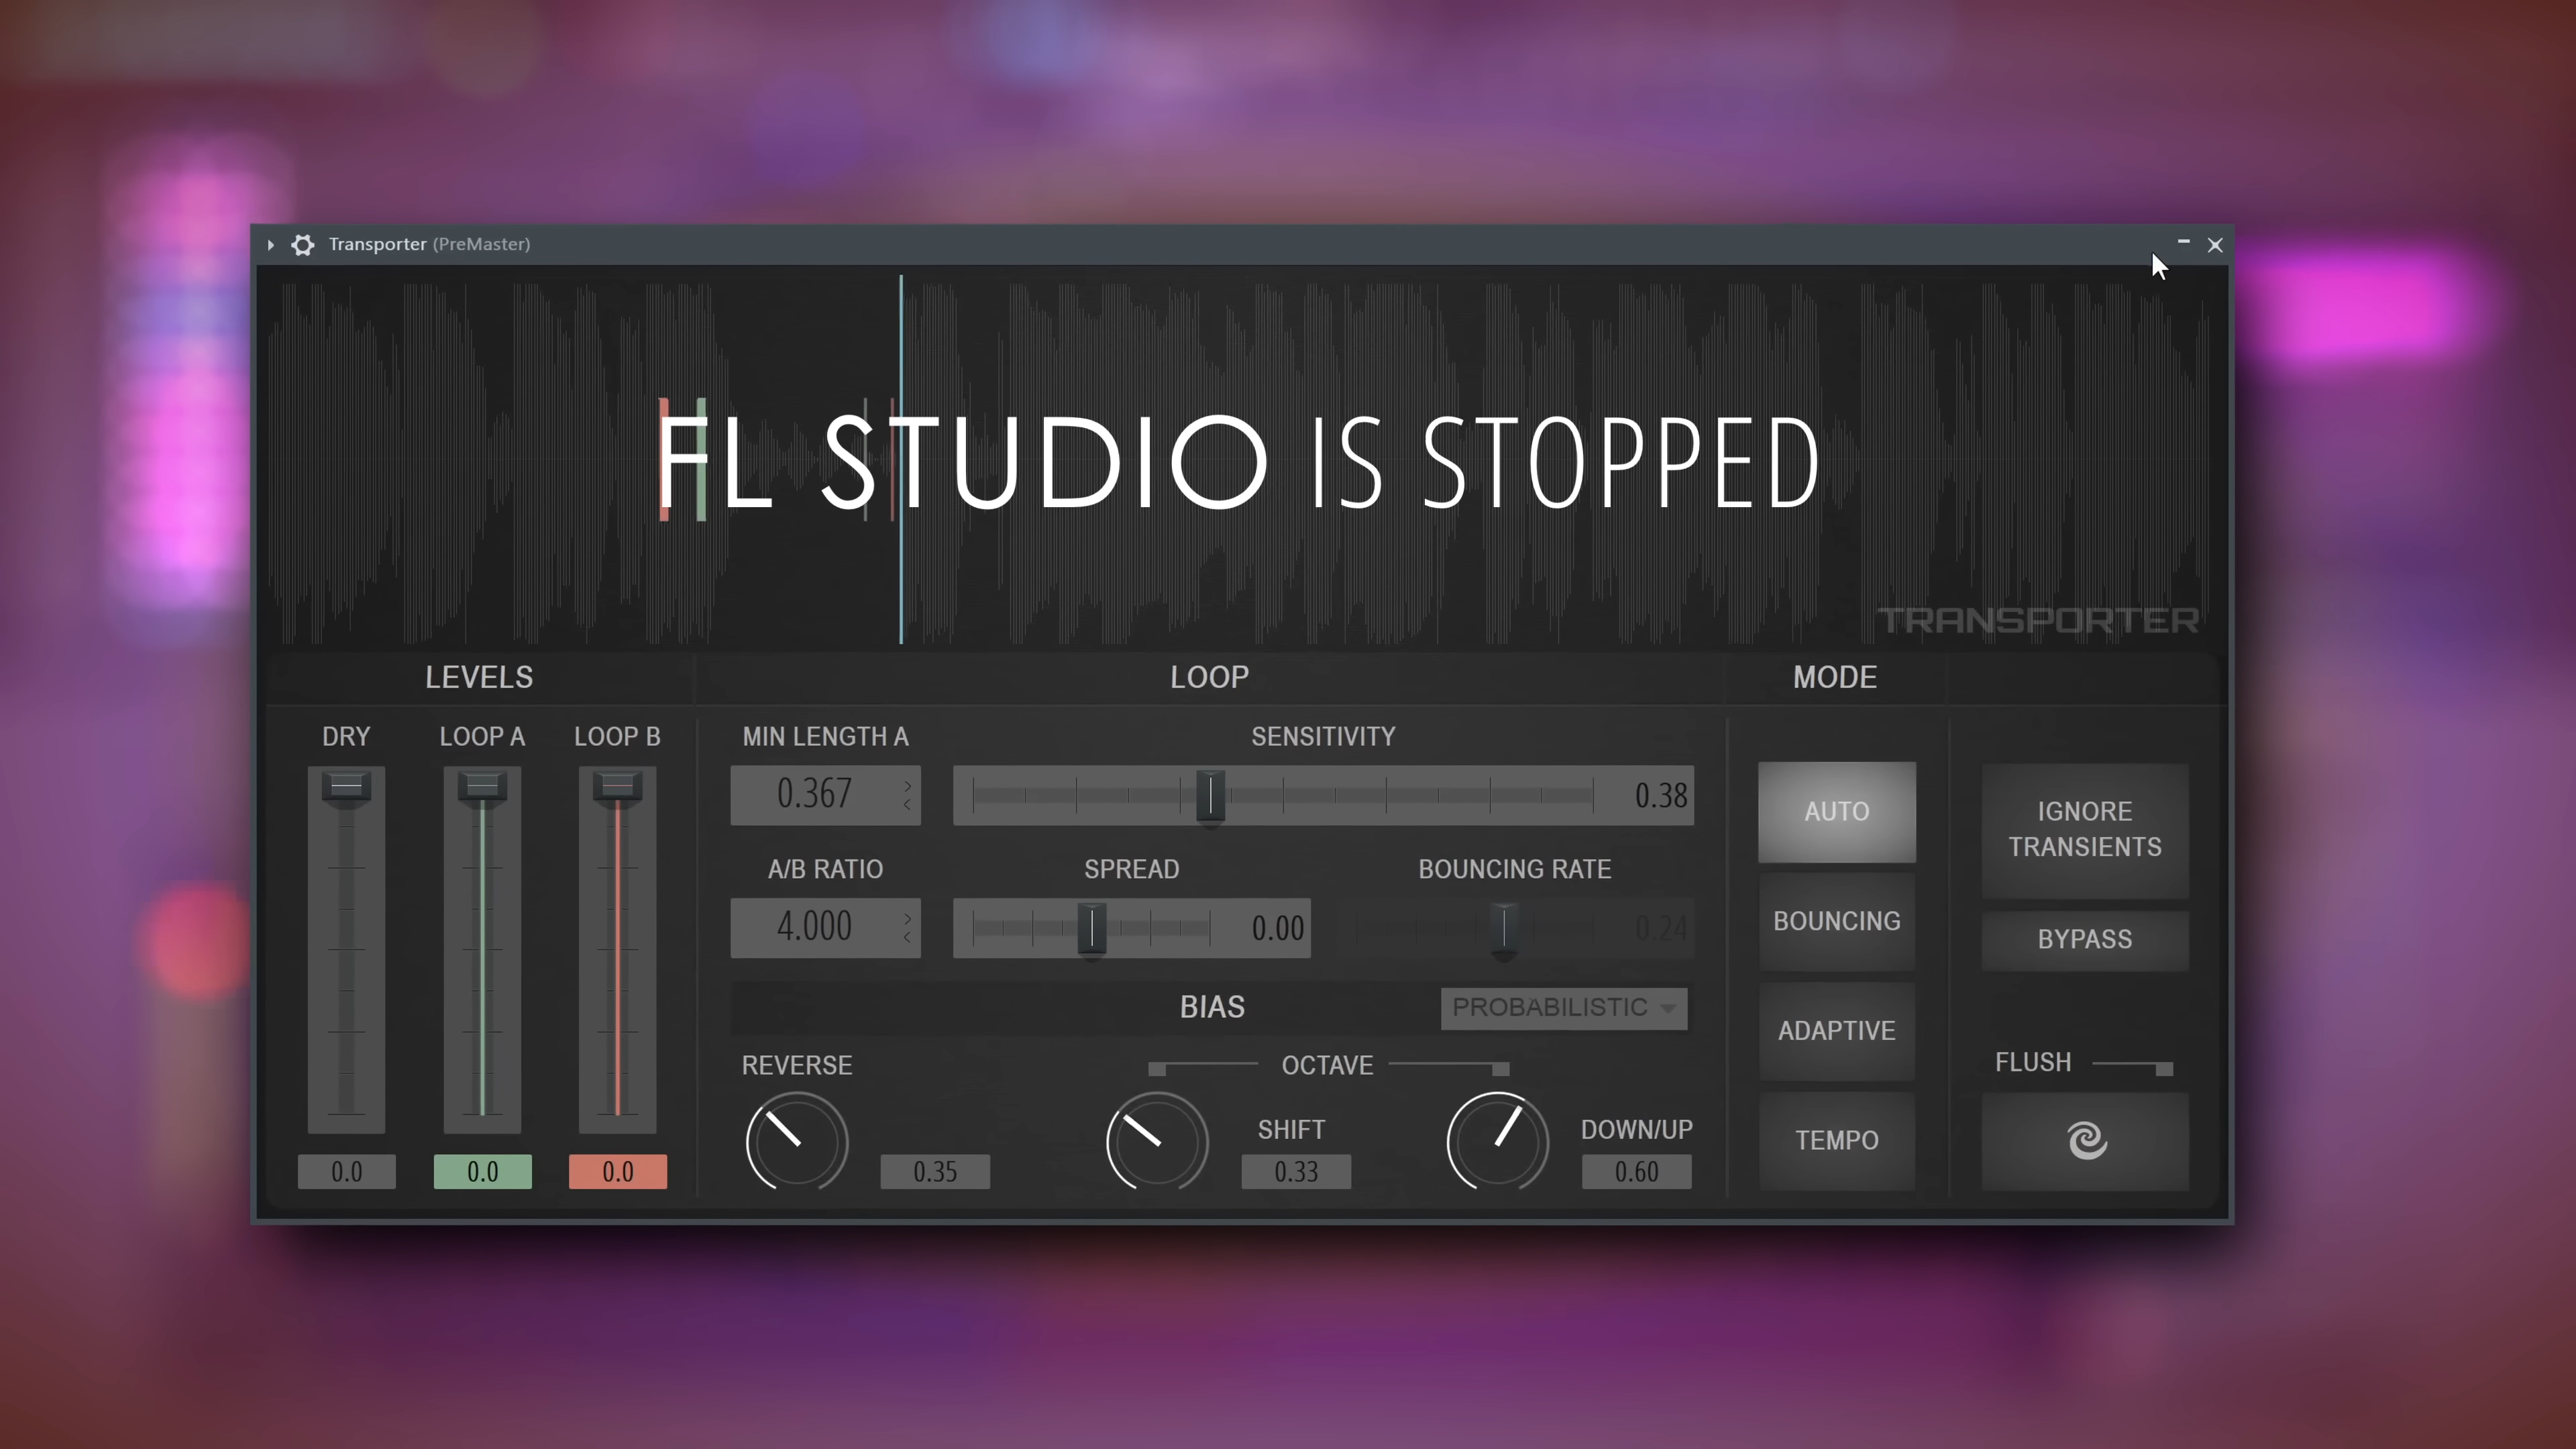 Transporter (PreMaster)
FL STUDIO IS STOPPED
TRANSPORTER
LEVELS
LOOP
MODE
DRY
LOOP A
LOOP B
MIN LENGTH A
SENSITIVITY
0.367
0.38
AUTO
IGNORE
TRANSIENTS
A/B RATIO
SPREAD
BOUNCING RATE
4.000
0.00
0.24
BOUNCING
BYPASS
BIAS
PROBABILISTIC
ADAPTIVE
REVERSE
OCTAVE
FLUSH
SHIFT
DOWN/UP
TEMPO
0.0
0.0
0.0
0.35
0.33
0.60